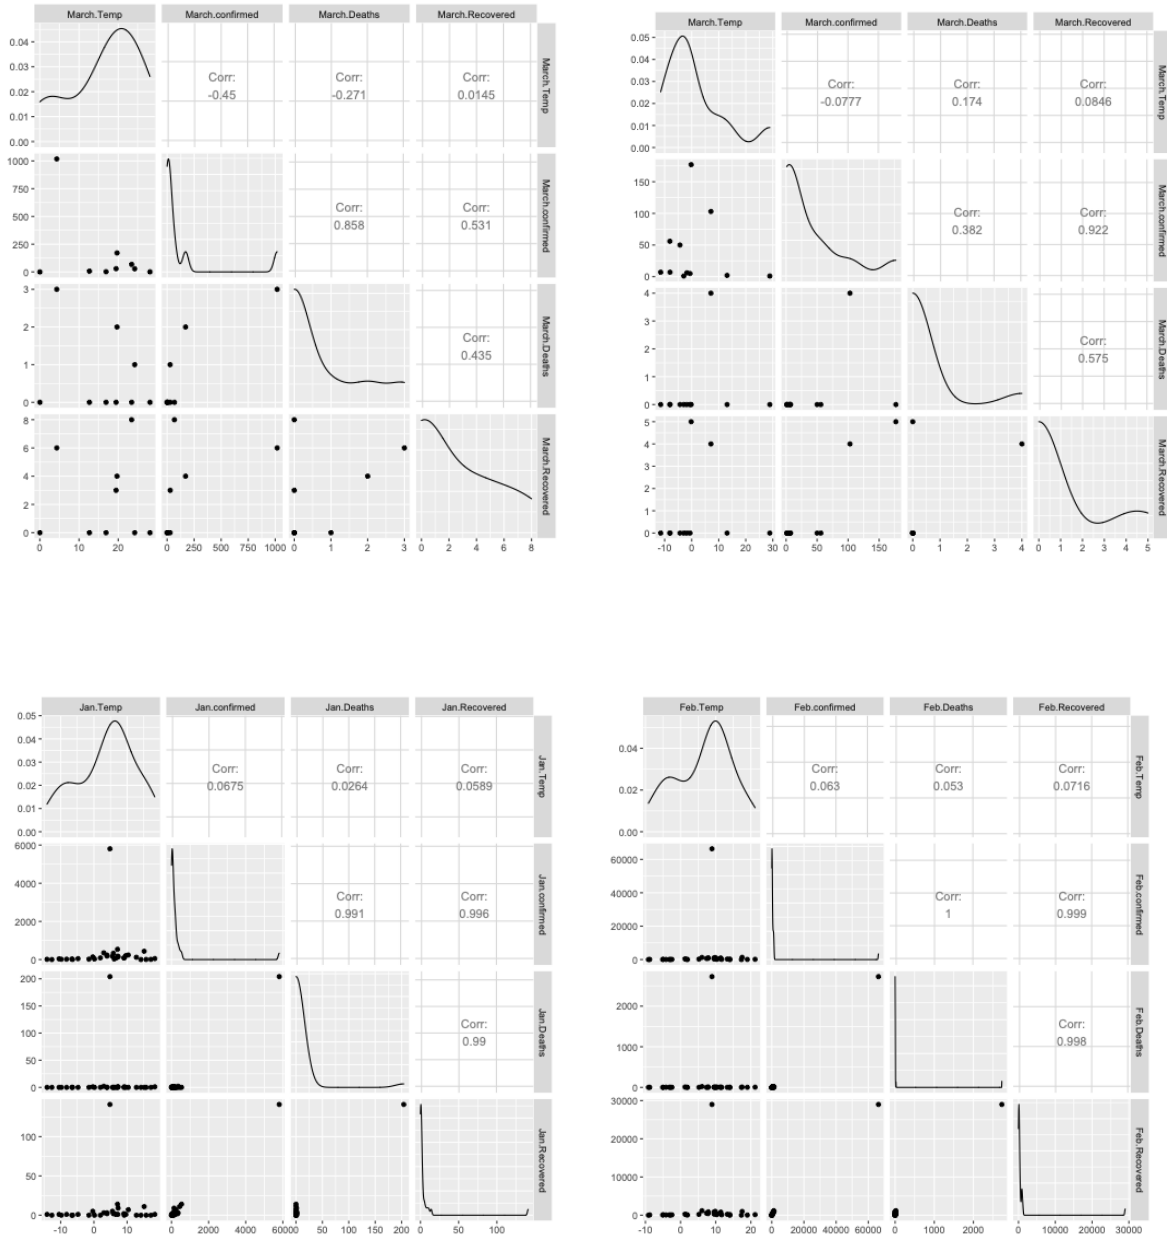 March.Temp March.confirmed March.Deaths March.Recovered
0.04
0.03
0.02
0.01
0.00
Corr:
-0.45
Corr:
-0.271
Corr:
0.0145
March.Temp
1000
750
500
250
0
Corr:
0.858
Corr:
0.531
March.confirmed
3
2
1
0
Corr:
0.435
March.Deaths
8
6
4
2
0
March.Recovered
0 10 20
0 250 500 750 1000
0 1 2 3
0 2 4 6 8
March.Temp March.confirmed March.Deaths March.Recovered
0.05
0.04
0.03
0.02
0.01
0.00
Corr:
-0.0777
Corr:
0.174
Corr:
0.0846
March.Temp
150
100
50
0
Corr:
0.382
Corr:
0.922
March.confirmed
4
3
2
1
0
Corr:
0.575
March.Deaths
5
4
3
2
1
0
March.Recovered
-10 0 10 20 30
0 50 100 150
0 1 2 3 4
0 1 2 3 4 5
Jan.Temp Jan.confirmed Jan.Deaths Jan.Recovered
0.05
0.04
0.03
0.02
0.01
0.00
Corr:
0.0675
Corr:
0.0264
Corr:
0.0589
Jan.Temp
6000
4000
2000
0
Corr:
0.991
Corr:
0.996
Jan.confirmed
200
150
100
50
0
Corr:
0.99
Jan.Deaths
100
50
0
Jan.Recovered
-10 0 10
0 2000 4000 6000
0 50 100 150 200
0 50 100
Feb.Temp Feb.confirmed Feb.Deaths Feb.Recovered
0.04
0.02
0.00
Corr:
0.063
Corr:
0.053
Corr:
0.0716
Feb.Temp
60000
40000
20000
0
Corr:
1
Corr:
0.999
Feb.confirmed
2000
1000
0
Corr:
0.998
Feb.Deaths
30000
20000
10000
0
Feb.Recovered
-10 0 10 20
0 20000 40000 60000
0 1000 2000
0 10000 20000 30000